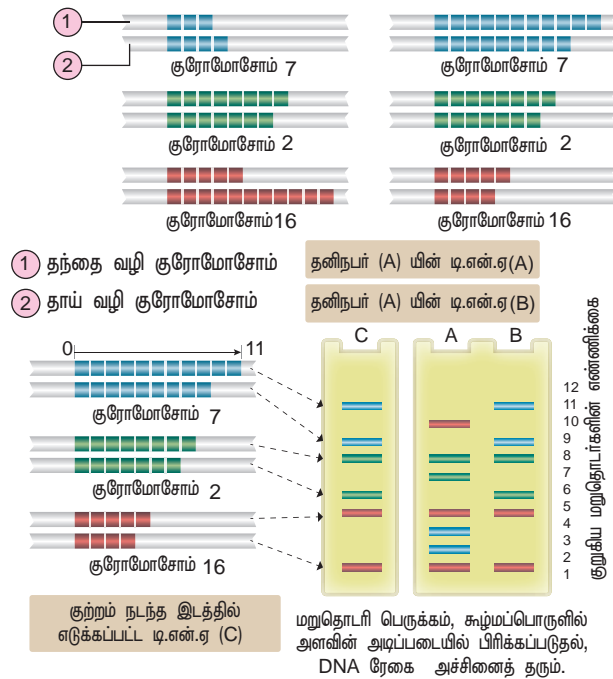 1
2
குரோமோசோம் 7
குரோமோசோம் 7
குரோமோசோம் 2
குரோமோசோம் 2
குரோமோசோம்16
குரோமோசோம் 16
1 தந்தை வழி குரோமோசோம்
2 தாய் வழி குரோமோசோம்
தனிநபர் (A) யின் டி.என்.ஏ(A)
தனிநபர் (A) யின் டி.என்.ஏ(B)
0 11
குரோமோசோம் 7
குரோமோசோம் 2
குரோமோசோம் 16
குற்றம் நடந்த இடத்தில்
எடுக்கப்பட்ட டி.என்.ஏ (C)
C A B
12
11
10
9
8
7
6
5
4
3
2
1
குறுகிய மறுதொடர்களின் எண்ணிக்கை
மறுதொடரி பெருக்கம், கூழ்மப்பொருளில்
அளவின் அடிப்படையில் பிரிக்கப்படுதல்,
DNA ரேகை அச்சினைத் தரும்.